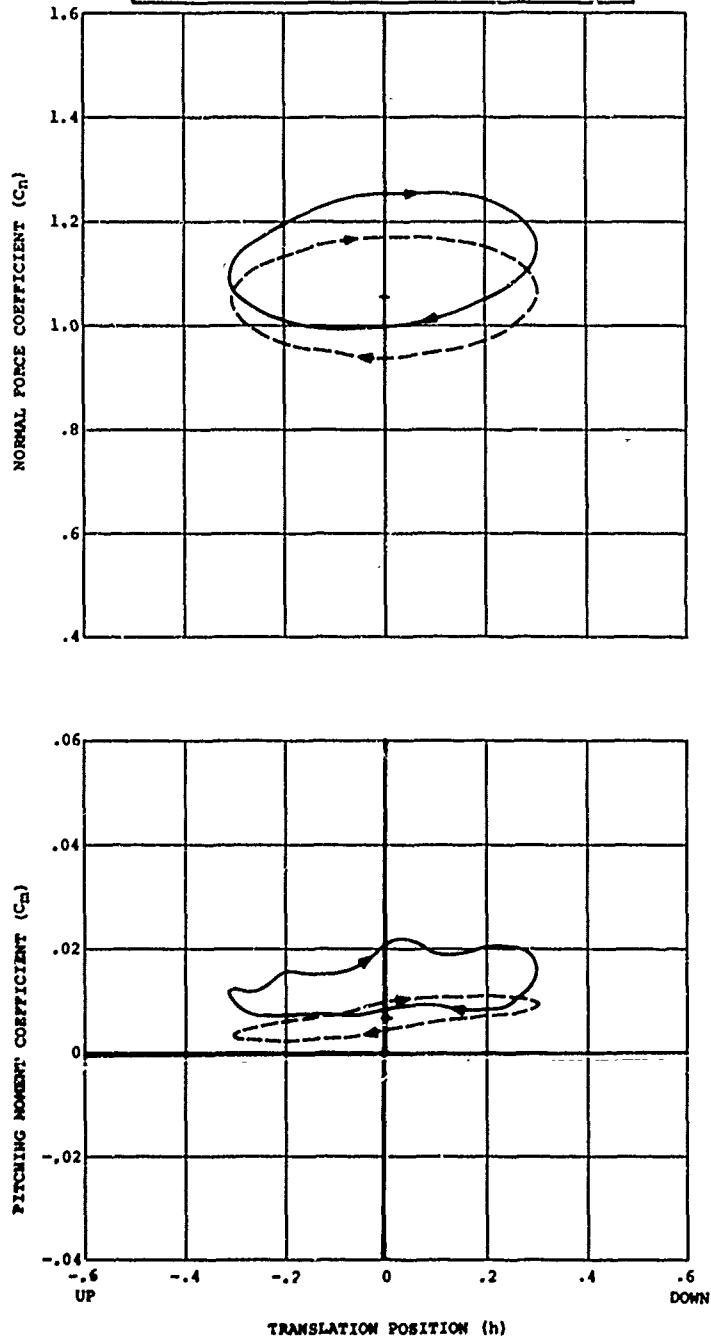 1.6
1.4
1.2
1.0
.8
.6
.4
NORMAL FORCE COEFFICIENT (Cn)
.06
.04
.02
0
-.02
-.04
PITCHING MOMENT COEFFICIENT (Cm)
-.6 -.4 -.2 0 .2 .4 .6
UP DOWN
TRANSLATION POSITION (h)